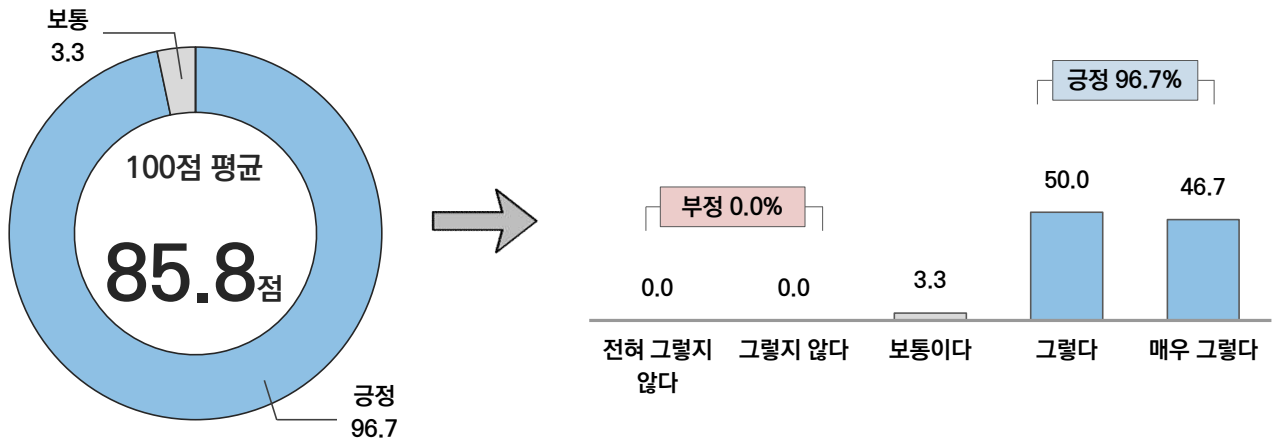 보통
3.3
100점 평균
85.8점
긍정
96.7
긍정 96.7%
부정 0.0%
0.0
0.0
3.3
50.0
46.7
전혀 그렇지
않다
그렇지 않다
보통이다
그렇다
매우 그렇다